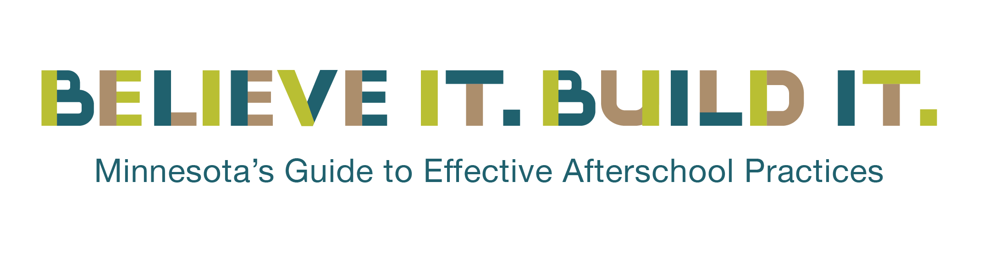 BELIEVE IT. BUILD IT.
Minnesota’s Guide to Effective Afterschool Practices